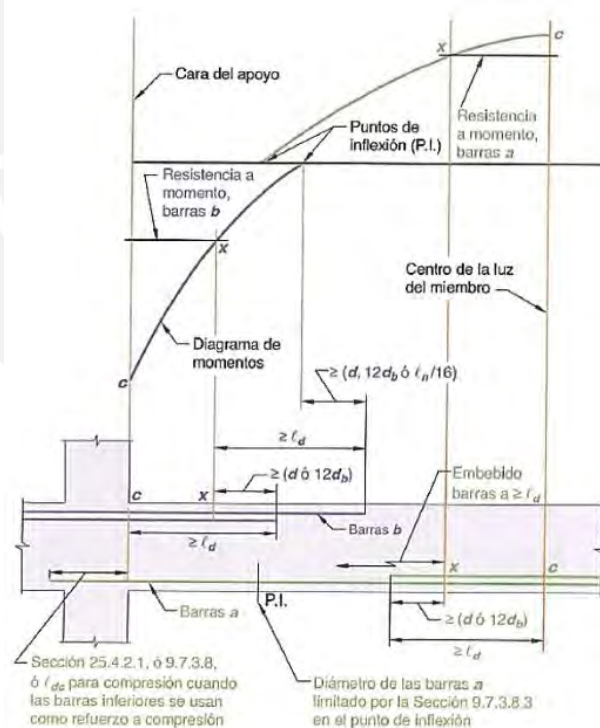 c
Cara del apoyo
x
Resistencia
a momento,
barras a
Puntos de
inflexión (P.I.)
Resistencia a
momento,
barras b
x
Centro de la luz
del miembro
Diagrama de
momentos
c
≥ (d, 12d_b ó ℓ_n/16)
≥ ℓ_d
≥ (d ó 12d_b)
Embebido
barras a ≥ ℓ_d
c
x
Barras b
≥ ℓ_d
x
c
Barras a
P.I.
≥ (d ó 12d_b)
≥ ℓ_d
Sección 25.4.2.1, ó 9.7.3.8,
ó ℓ_dc para compresión cuando
las barras inferiores se usan
como refuerzo a compresión
Diámetro de las barras a
limitado por la Sección 9.7.3.8.3
en el punto de inflexión